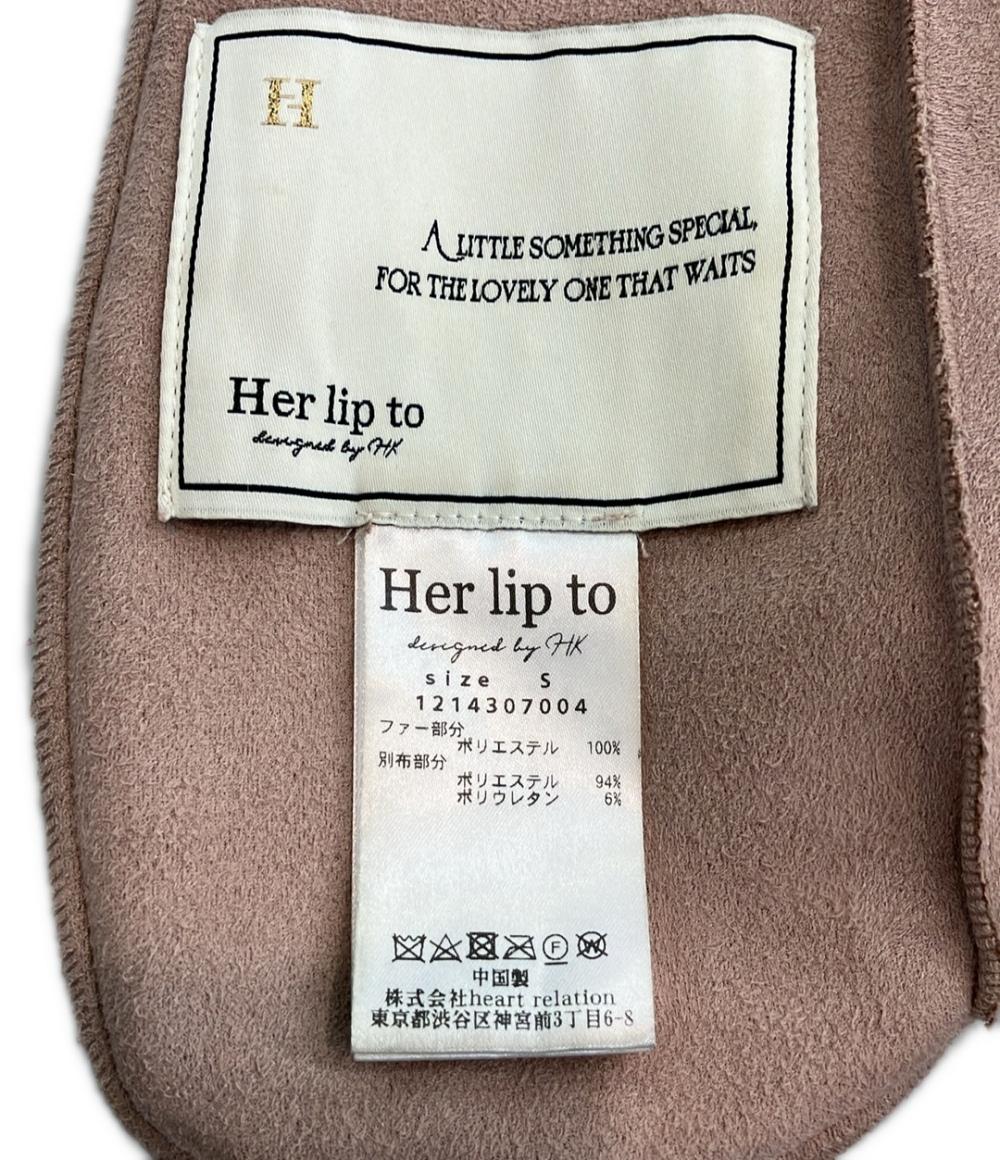 H
A LITTLE SOMETHING SPECIAL,
FOR THE LOVELY ONE THAT WAITS
Her lip to
designed by HK
Her lip to
designed by HK
size S
1214307004
ファー部分
ポリエステル 100%
別布部分
ポリエステル 94%
ポリウレタン 6%
F W
中国製
株式会社heart relation
東京都渋谷区神宮前3丁目6-8